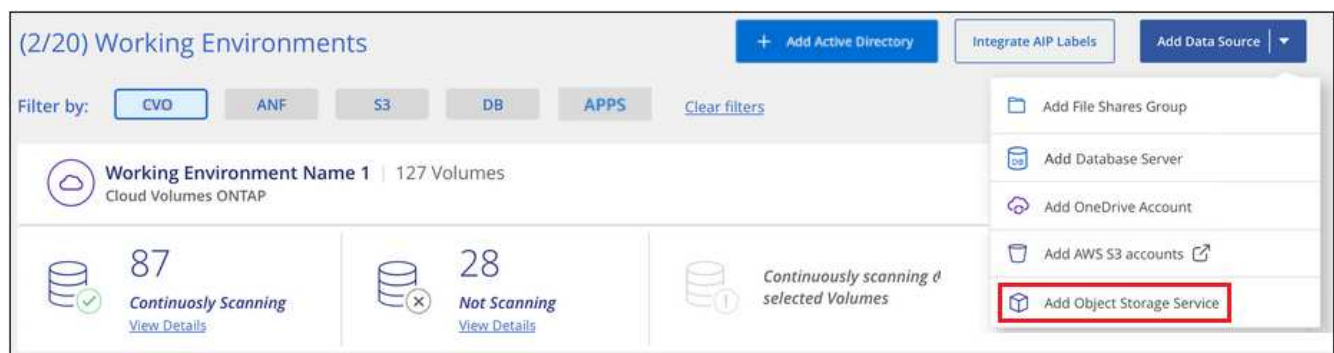 (2/20) Working Environments
+ Add Active Directory
Integrate AIP Labels
Add Data Source
Filter by:
CVO
ANF
S3
DB
APPS
Clear filters
Working Environment Name 1 | 127 Volumes
Cloud Volumes ONTAP
87
Continuosly Scanning
View Details
28
Not Scanning
View Details
Continuously scanning
selected Volumes
Add File Shares Group
DB
Add Database Server
Add OneDrive Account
Add AWS S3 accounts
Add Object Storage Service